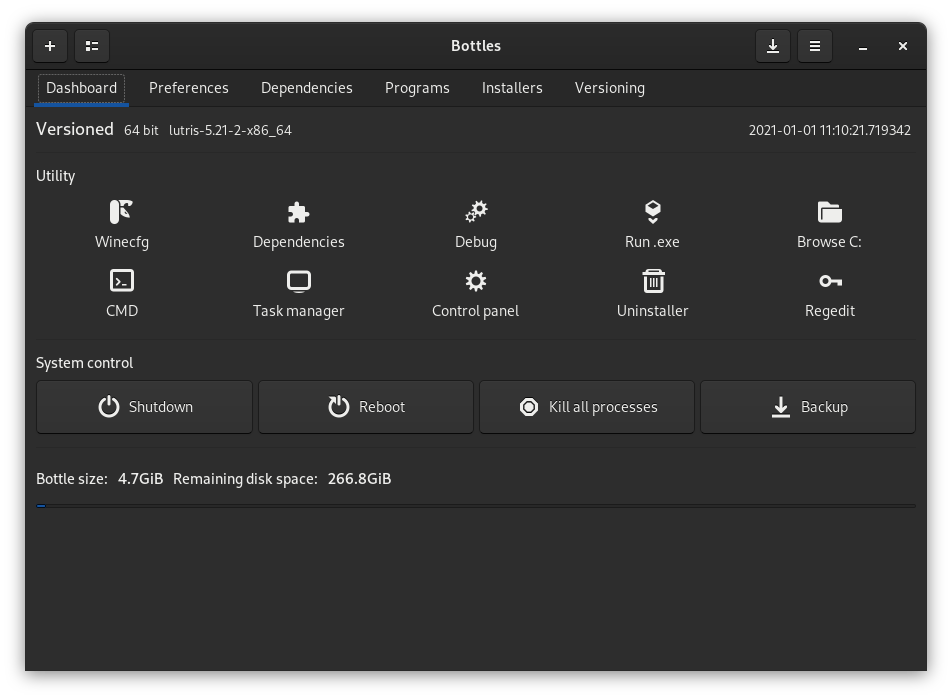 Bottles
Dashboard Preferences Dependencies Programs Installers Versioning
Versioned 64 bit lutris-5.21-2-x86_64 2021-01-01 11:10:21.719342
Utility
Winecfg Dependencies Debug Run .exe Browse C:
CMD Task manager Control panel Uninstaller Regedit
System control
Shutdown Reboot Kill all processes Backup
Bottle size: 4.7GiB Remaining disk space: 266.8GiB